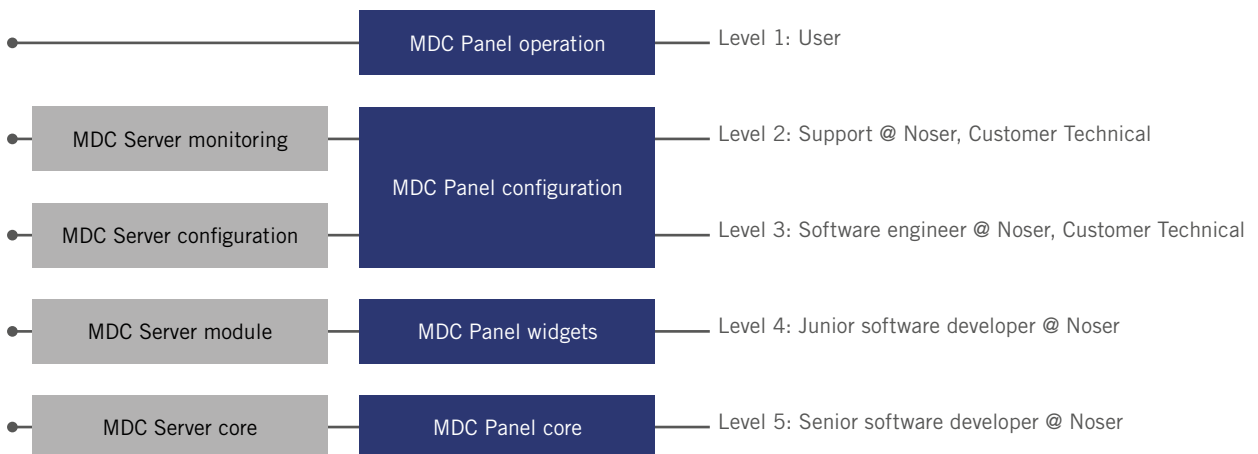 MDC Panel operation
Level 1: User
MDC Server monitoring
MDC Panel configuration
Level 2: Support @ Noser, Customer Technical
MDC Server configuration
Level 3: Software engineer @ Noser, Customer Technical
MDC Server module
MDC Panel widgets
Level 4: Junior software developer @ Noser
MDC Server core
MDC Panel core
Level 5: Senior software developer @ Noser